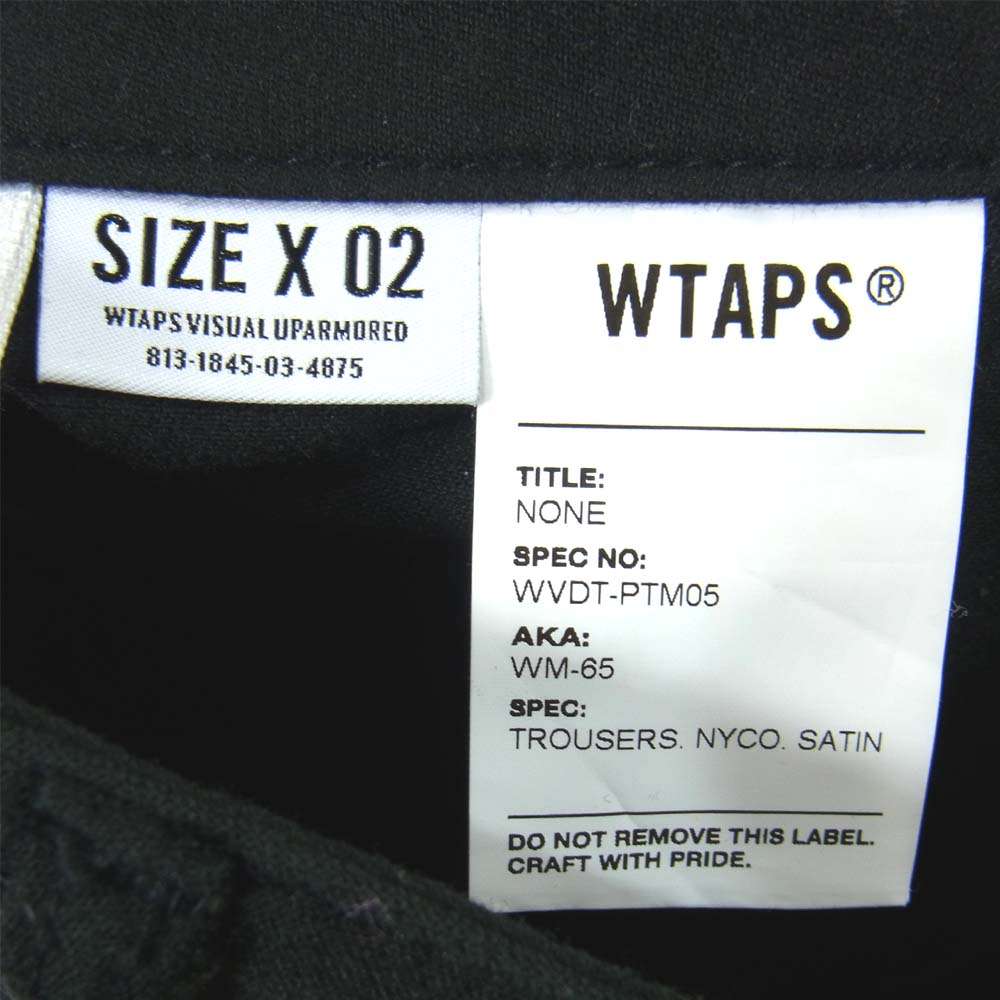 SIZE X 02
WTAPS VISUAL UPARMORED
813-1845-03-4875
WTAPS®
TITLE:
NONE
SPEC NO:
WVDT-PTM05
AKA:
WM-65
SPEC:
TROUSERS. NYCO. SATIN
DO NOT REMOVE THIS LABEL.
CRAFT WITH PRIDE.